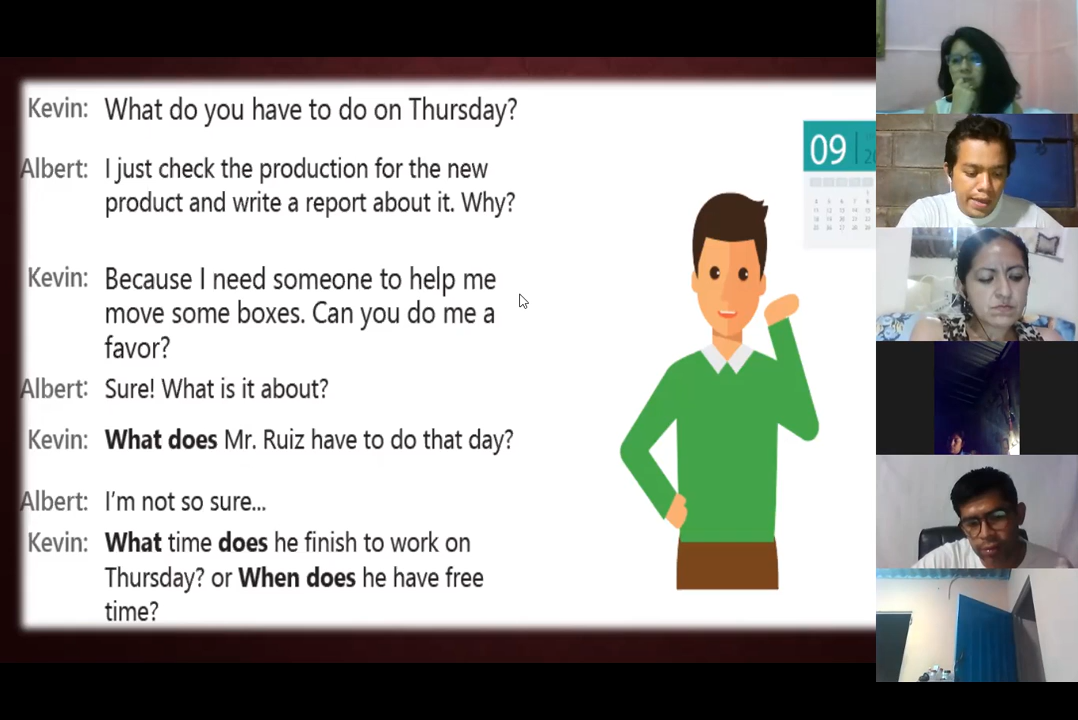 Kevin: What do you have to do on Thursday?
Albert: I just check the production for the new
product and write a report about it. Why?
Kevin: Because I need someone to help me
move some boxes. Can you do me a
favor?
Albert: Sure! What is it about?
Kevin: What does Mr. Ruiz have to do that day?
Albert: I'm not so sure...
Kevin: What time does he finish to work on
Thursday? or When does he have free
time?
09